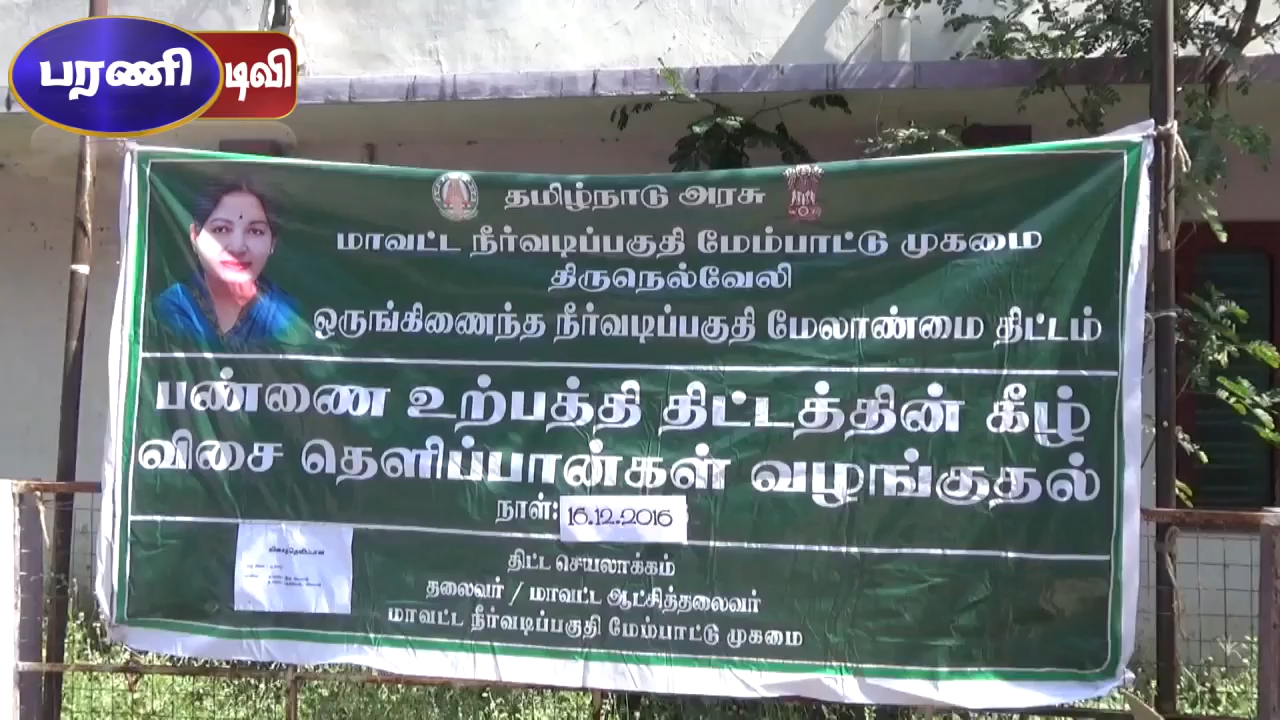 பரணி டிவி
தமிழ்நாடு அரசு
மாவட்ட நீர்வடிப்பகுதி மேம்பாட்டு முகமை
திருநெல்வேலி
ஒருங்கிணைந்த நீர்வடிப்பகுதி மேலாண்மை திட்டம்
பண்ணை உற்பத்தி திட்டத்தின் கீழ்
விசை தெளிப்பான்கள் வழங்குதல்
நாள்: 16.12.2016
திட்ட செயலாக்கம்
தலைவர் / மாவட்ட ஆட்சித்தலைவர்
மாவட்ட நீர்வடிப்பகுதி மேம்பாட்டு முகமை